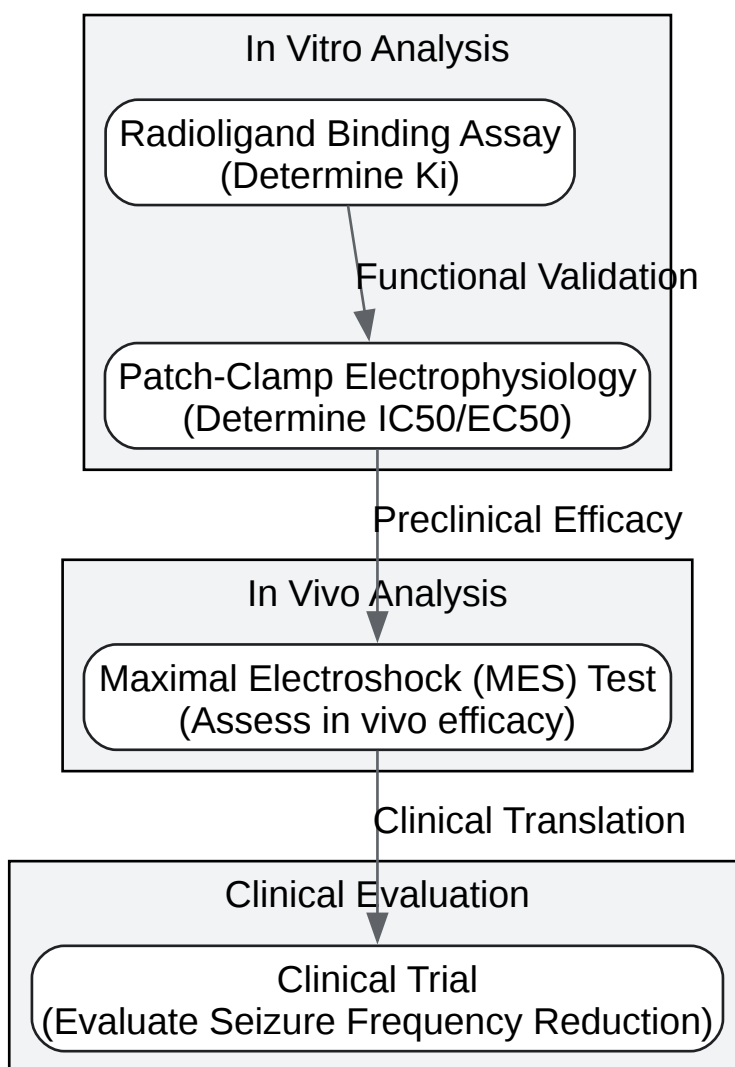 In Vitro Analysis
Radioligand Binding Assay
(Determine Ki)
Functional Validation
Patch-Clamp Electrophysiology
(Determine IC50/EC50)
Preclinical Efficacy
In Vivo Analysis
Maximal Electroshock (MES) Test
(Assess in vivo efficacy)
Clinical Translation
Clinical Evaluation
Clinical Trial
(Evaluate Seizure Frequency Reduction)